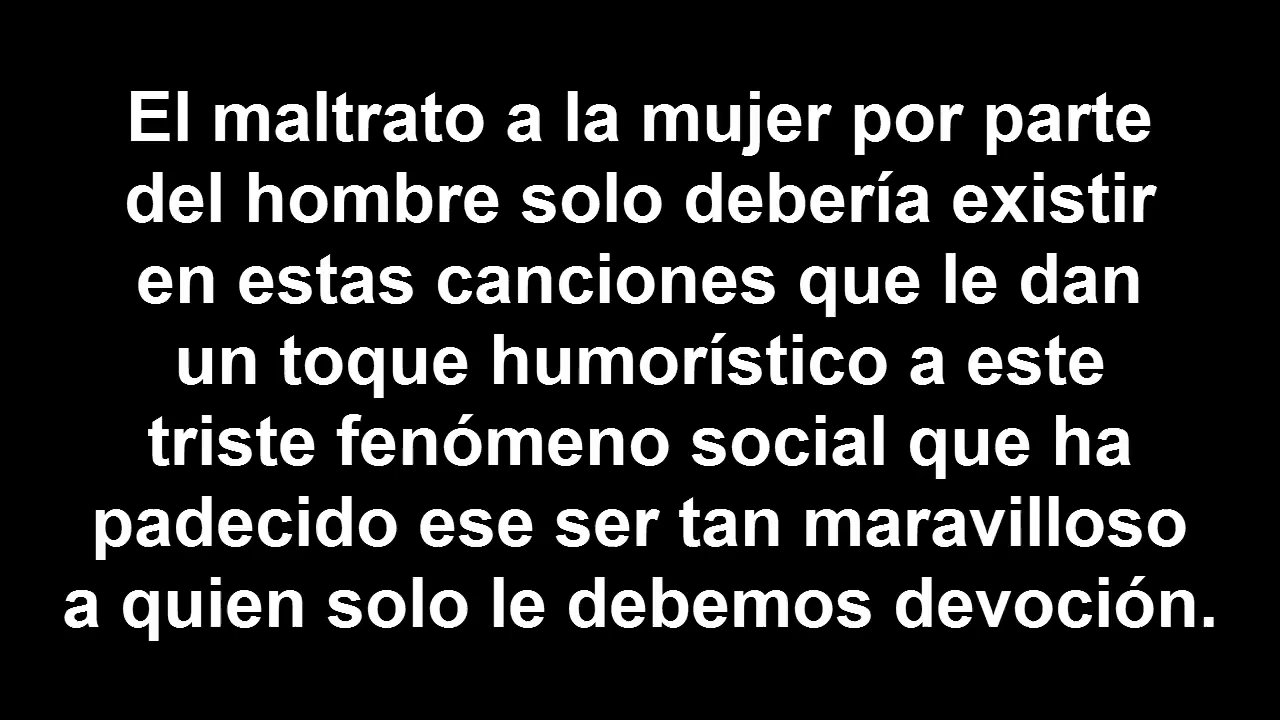 El maltrato a la mujer por parte
del hombre solo debería existir
en estas canciones que le dan
un toque humorístico a este
triste fenómeno social que ha
padecido ese ser tan maravilloso
a quien solo le debemos devoción.